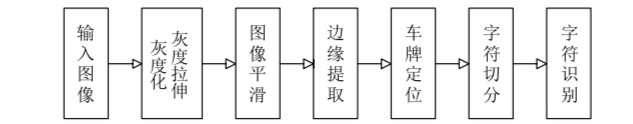 输入图像
灰度化
灰度拉伸
图像平滑
边缘提取
车牌定位
字符切分
字符识别